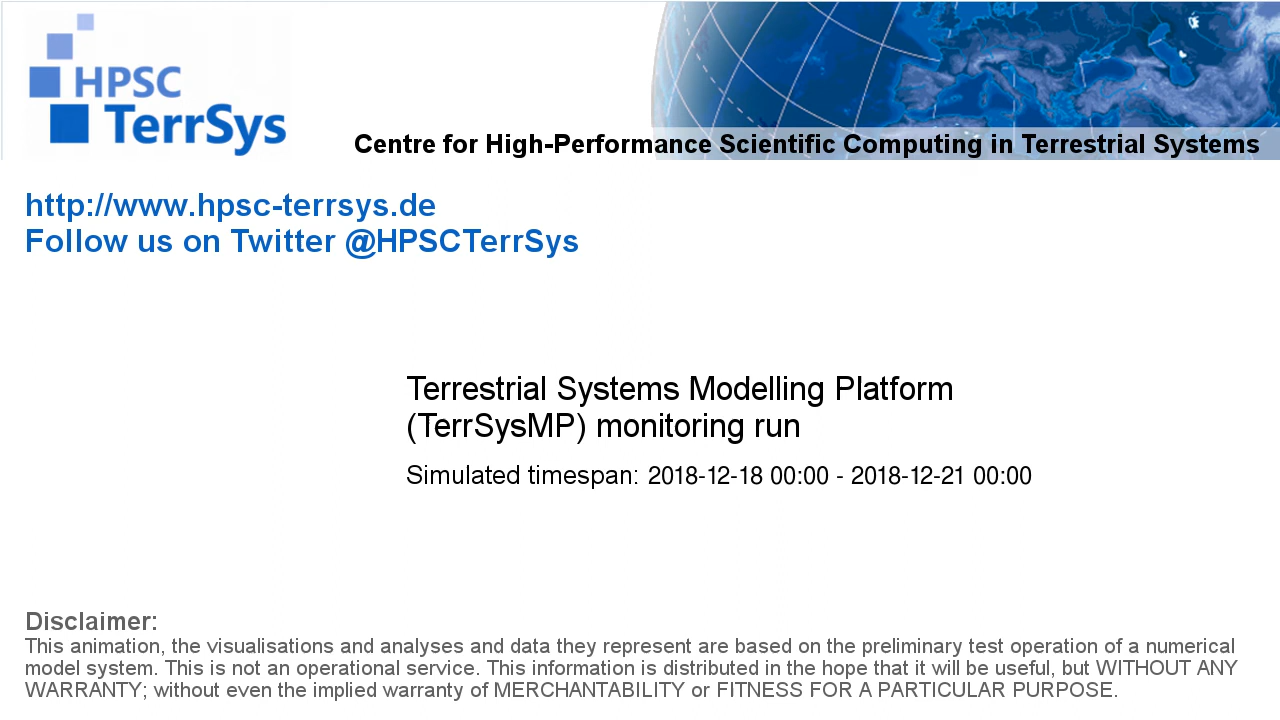 HPSC
TerrSys
Centre for High-Performance Scientific Computing in Terrestrial Systems
http://www.hpsc-terrsys.de
Follow us on Twitter @HPSCTerrSys
Terrestrial Systems Modelling Platform
(TerrSysMP) monitoring run
Simulated timespan: 2018-12-18 00:00 - 2018-12-21 00:00
Disclaimer:
This animation, the visualisations and analyses and data they represent are based on the preliminary test operation of a numerical
model system. This is not an operational service. This information is distributed in the hope that it will be useful, but WITHOUT ANY
WARRANTY; without even the implied warranty of MERCHANTABILITY or FITNESS FOR A PARTICULAR PURPOSE.